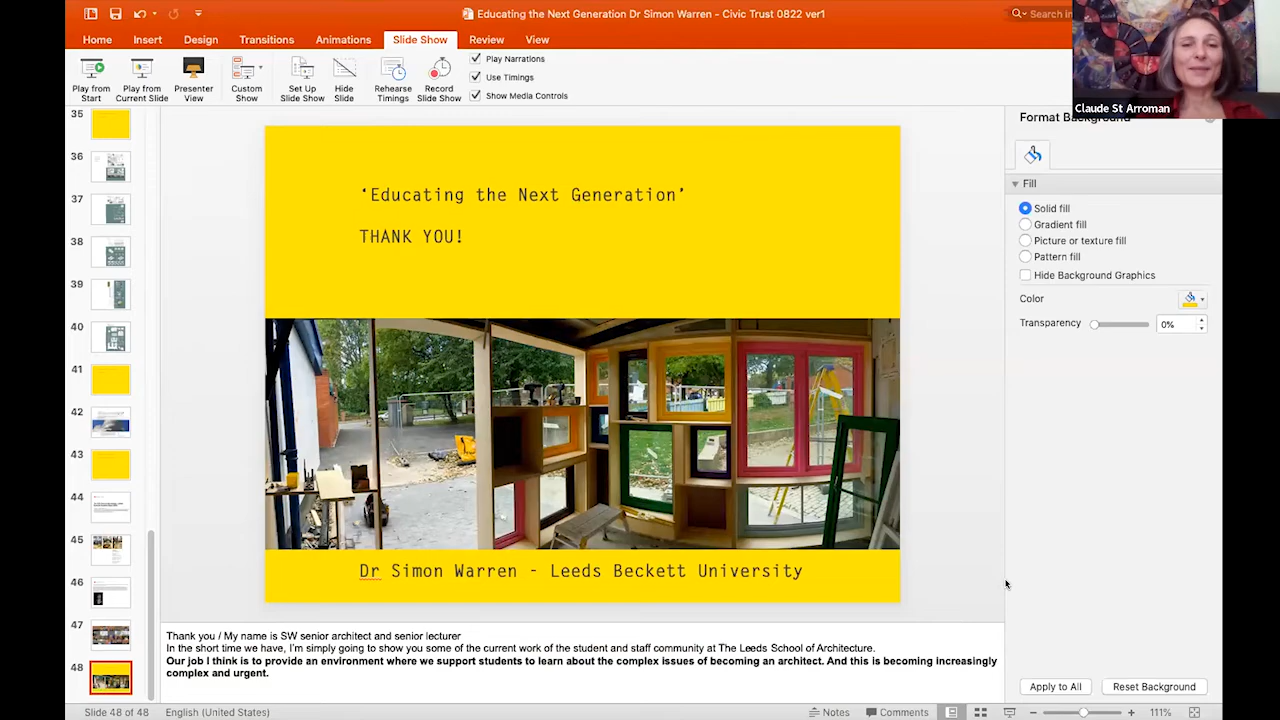 Educating the Next Generation Dr Simon Warren - Civic Trust 0822 ver1
Search in
Home Insert Design Transitions Animations Slide Show Review View
Play from Start
Play from Current Slide
Presenter View
Custom Show
Set Up Slide Show
Hide Slide
Rehearse Timings
Record Slide Show
Play Narrations
Use Timings
Show Media Controls
Claude St Arroman
35
36
37
38
39
40
41
42
43
44
45
46
47
48
‘Educating the Next Generation’
THANK YOU!
Dr Simon Warren - Leeds Beckett University
Thank you / My name is SW senior architect and senior lecturer
In the short time we have, I'm simply going to show you some of the current work of the student and staff community at The Leeds School of Architecture.
Our job I think is to provide an environment where we support students to learn about the complex issues of becoming an architect. And this is becoming increasingly
complex and urgent.
Format Background
Fill
Solid fill
Gradient fill
Picture or texture fill
Pattern fill
Hide Background Graphics
Color
Transparency 0%
Apply to All Reset Background
Slide 48 of 48 English (United States) Notes Comments 111%